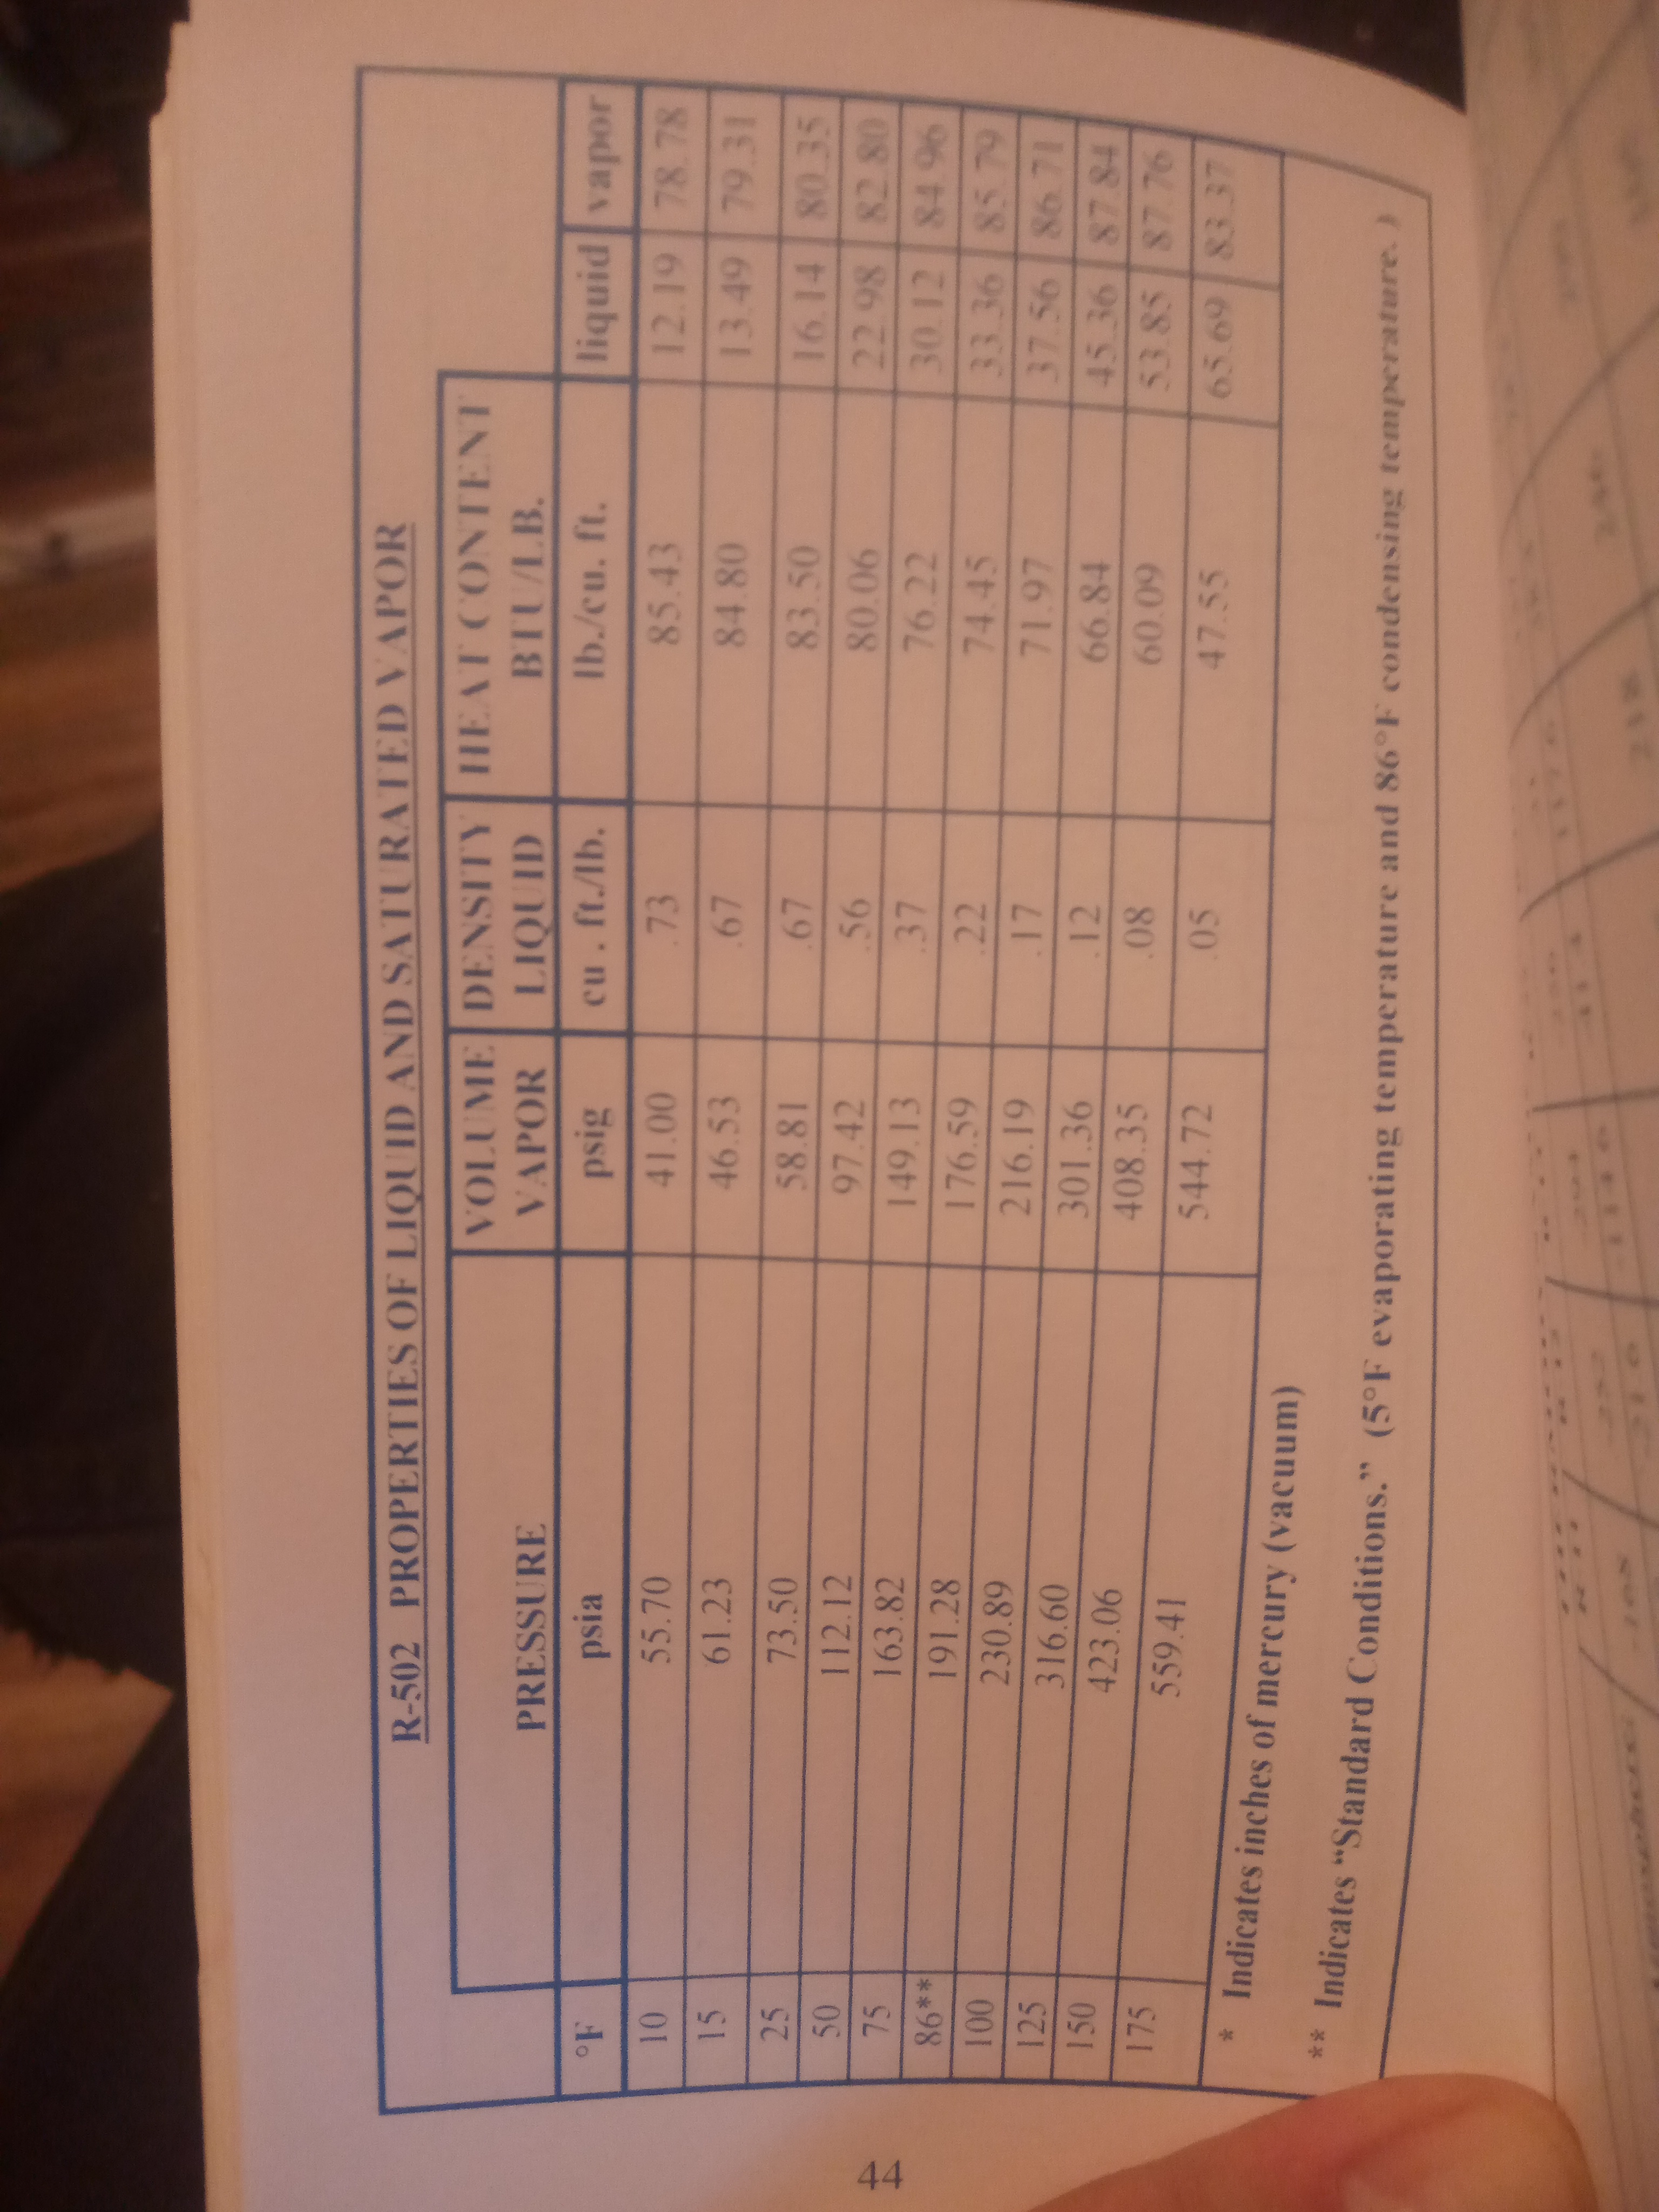 R-502 PROPERTIES OF LIQUID AND SATURATED VAPOR
PRESSURE VOLUME VAPOR DENSITY LIQUID HEAT CONTENT BTU/LB.
°F psia psig cu . ft./lb. lb./cu. ft. liquid vapor
10 55.70 41.00 .73 85.43 12.19 78.78
15 61.23 46.53 .67 84.80 13.49 79.31
25 73.50 58.81 .67 83.50 16.14 80.35
50 112.12 97.42 .56 80.06 22.98 82.80
75 163.82 149.13 .37 76.22 30.12 84.96
86** 191.28 176.59 .22 74.45 33.36 85.79
100 230.89 216.19 .17 71.97 37.56 86.71
125 316.60 301.36 .12 66.84 45.36 87.84
150 423.06 408.35 .08 60.09 53.85 87.76
175 559.41 544.72 .05 47.55 65.69 83.37
* Indicates inches of mercury (vacuum)
** Indicates “Standard Conditions.” (5°F evaporating temperature and 86°F condensing temperature. )
44